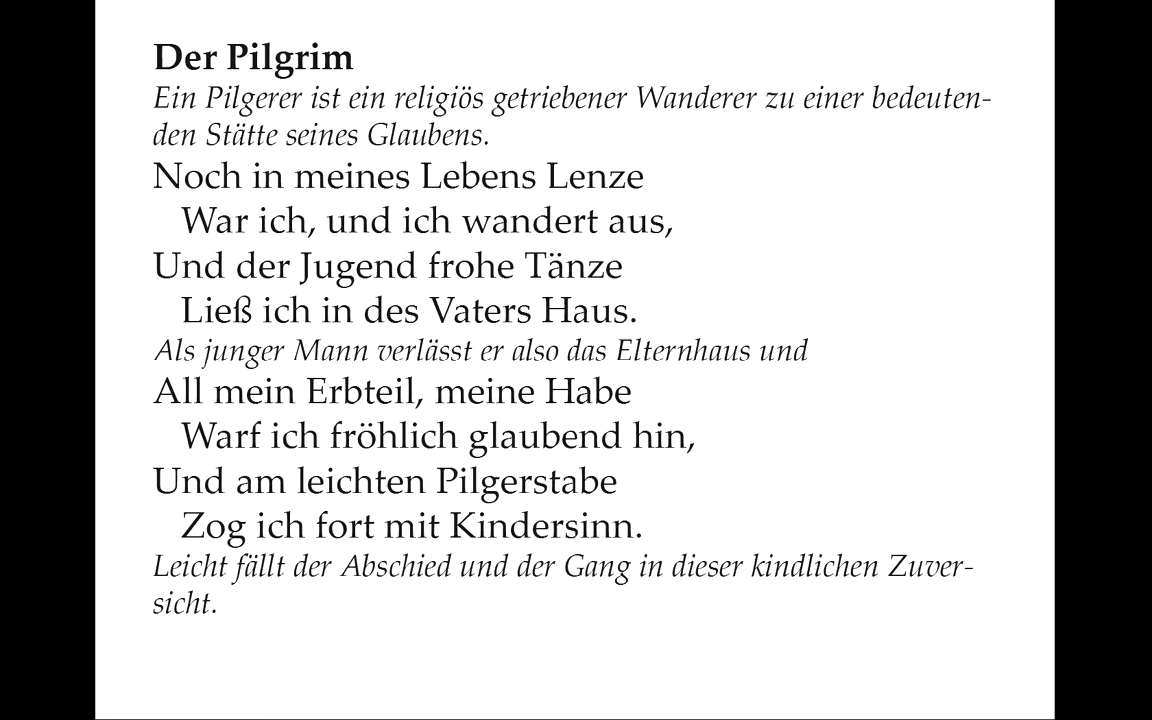 Der Pilgrim
Ein Pilgerer ist ein religiös getriebener Wanderer zu einer bedeuten-
den Stätte seines Glaubens.
Noch in meines Lebens Lenze
War ich, und ich wandert aus,
Und der Jugend frohe Tänze
Ließ ich in des Vaters Haus.
Als junger Mann verlässt er also das Elternhaus und
All mein Erbteil, meine Habe
Warf ich fröhlich glaubend hin,
Und am leichten Pilgerstabe
Zog ich fort mit Kindersinn.
Leicht fällt der Abschied und der Gang in dieser kindlichen Zuver-
sicht.